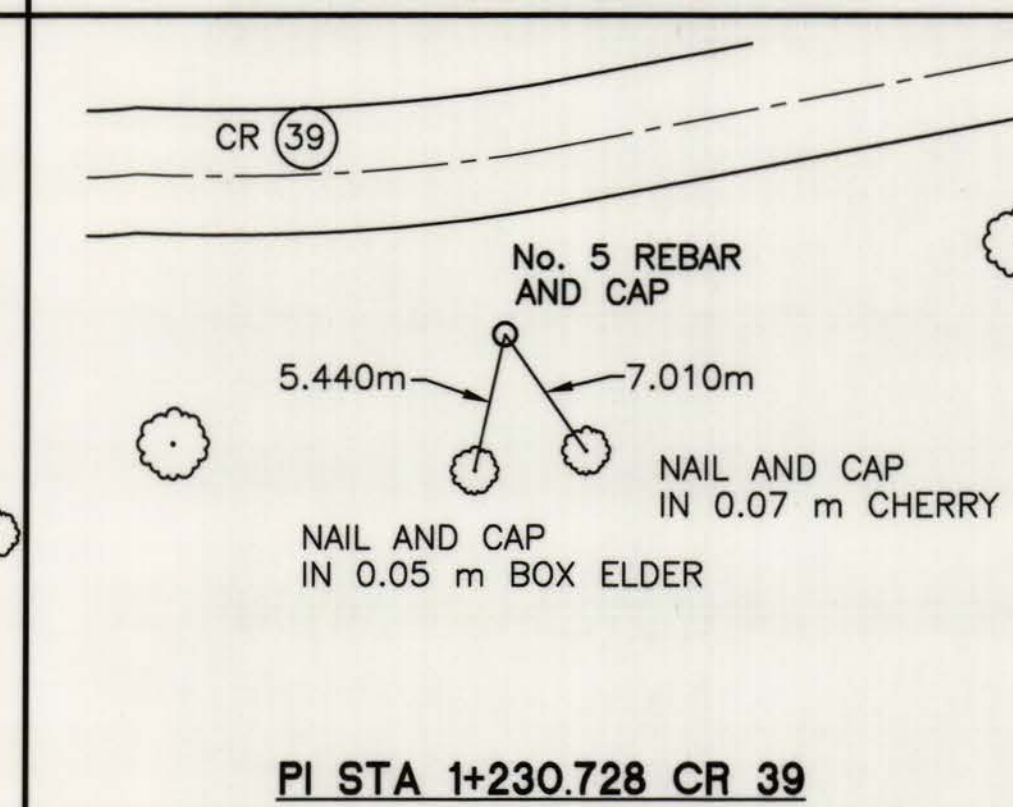 CR 39
No. 5 REBAR
AND CAP
5.440m
7.010m
NAIL AND CAP
IN 0.07 m CHERRY
NAIL AND CAP
IN 0.05 m BOX ELDER
PI STA 1+230.728 CR 39